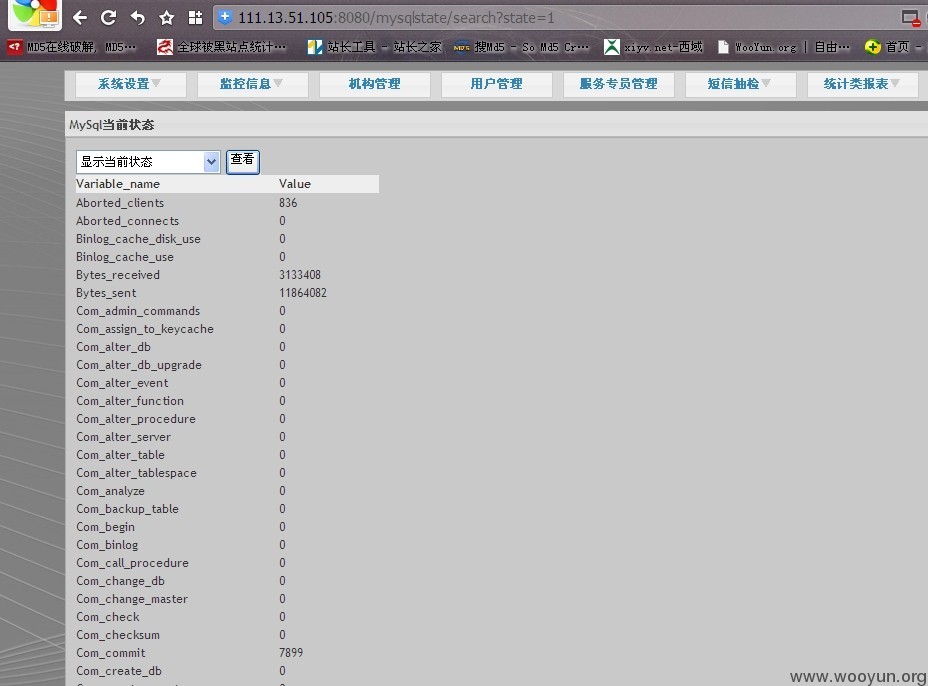 111.13.51.105:8080/mysqlstate/search?state=1
MD5在线破解, MD5… 全球被黑站点统计… 站长工具 - 站长之家 搜Md5 - So Md5 Cr… xiyv.net-西域 WooYun.org | 自由… 首页 -
系统设置 监控信息 机构管理 用户管理 服务专员管理 短信抽检 统计类报表
MySql当前状态
显示当前状态 查看
Variable_name Value
Aborted_clients 836
Aborted_connects 0
Binlog_cache_disk_use 0
Binlog_cache_use 0
Bytes_received 3133408
Bytes_sent 11864082
Com_admin_commands 0
Com_assign_to_keycache 0
Com_alter_db 0
Com_alter_db_upgrade 0
Com_alter_event 0
Com_alter_function 0
Com_alter_procedure 0
Com_alter_server 0
Com_alter_table 0
Com_alter_tablespace 0
Com_analyze 0
Com_backup_table 0
Com_begin 0
Com_binlog 0
Com_call_procedure 0
Com_change_db 0
Com_change_master 0
Com_check 0
Com_checksum 0
Com_commit 7899
Com_create_db 0
www.wooyun.org